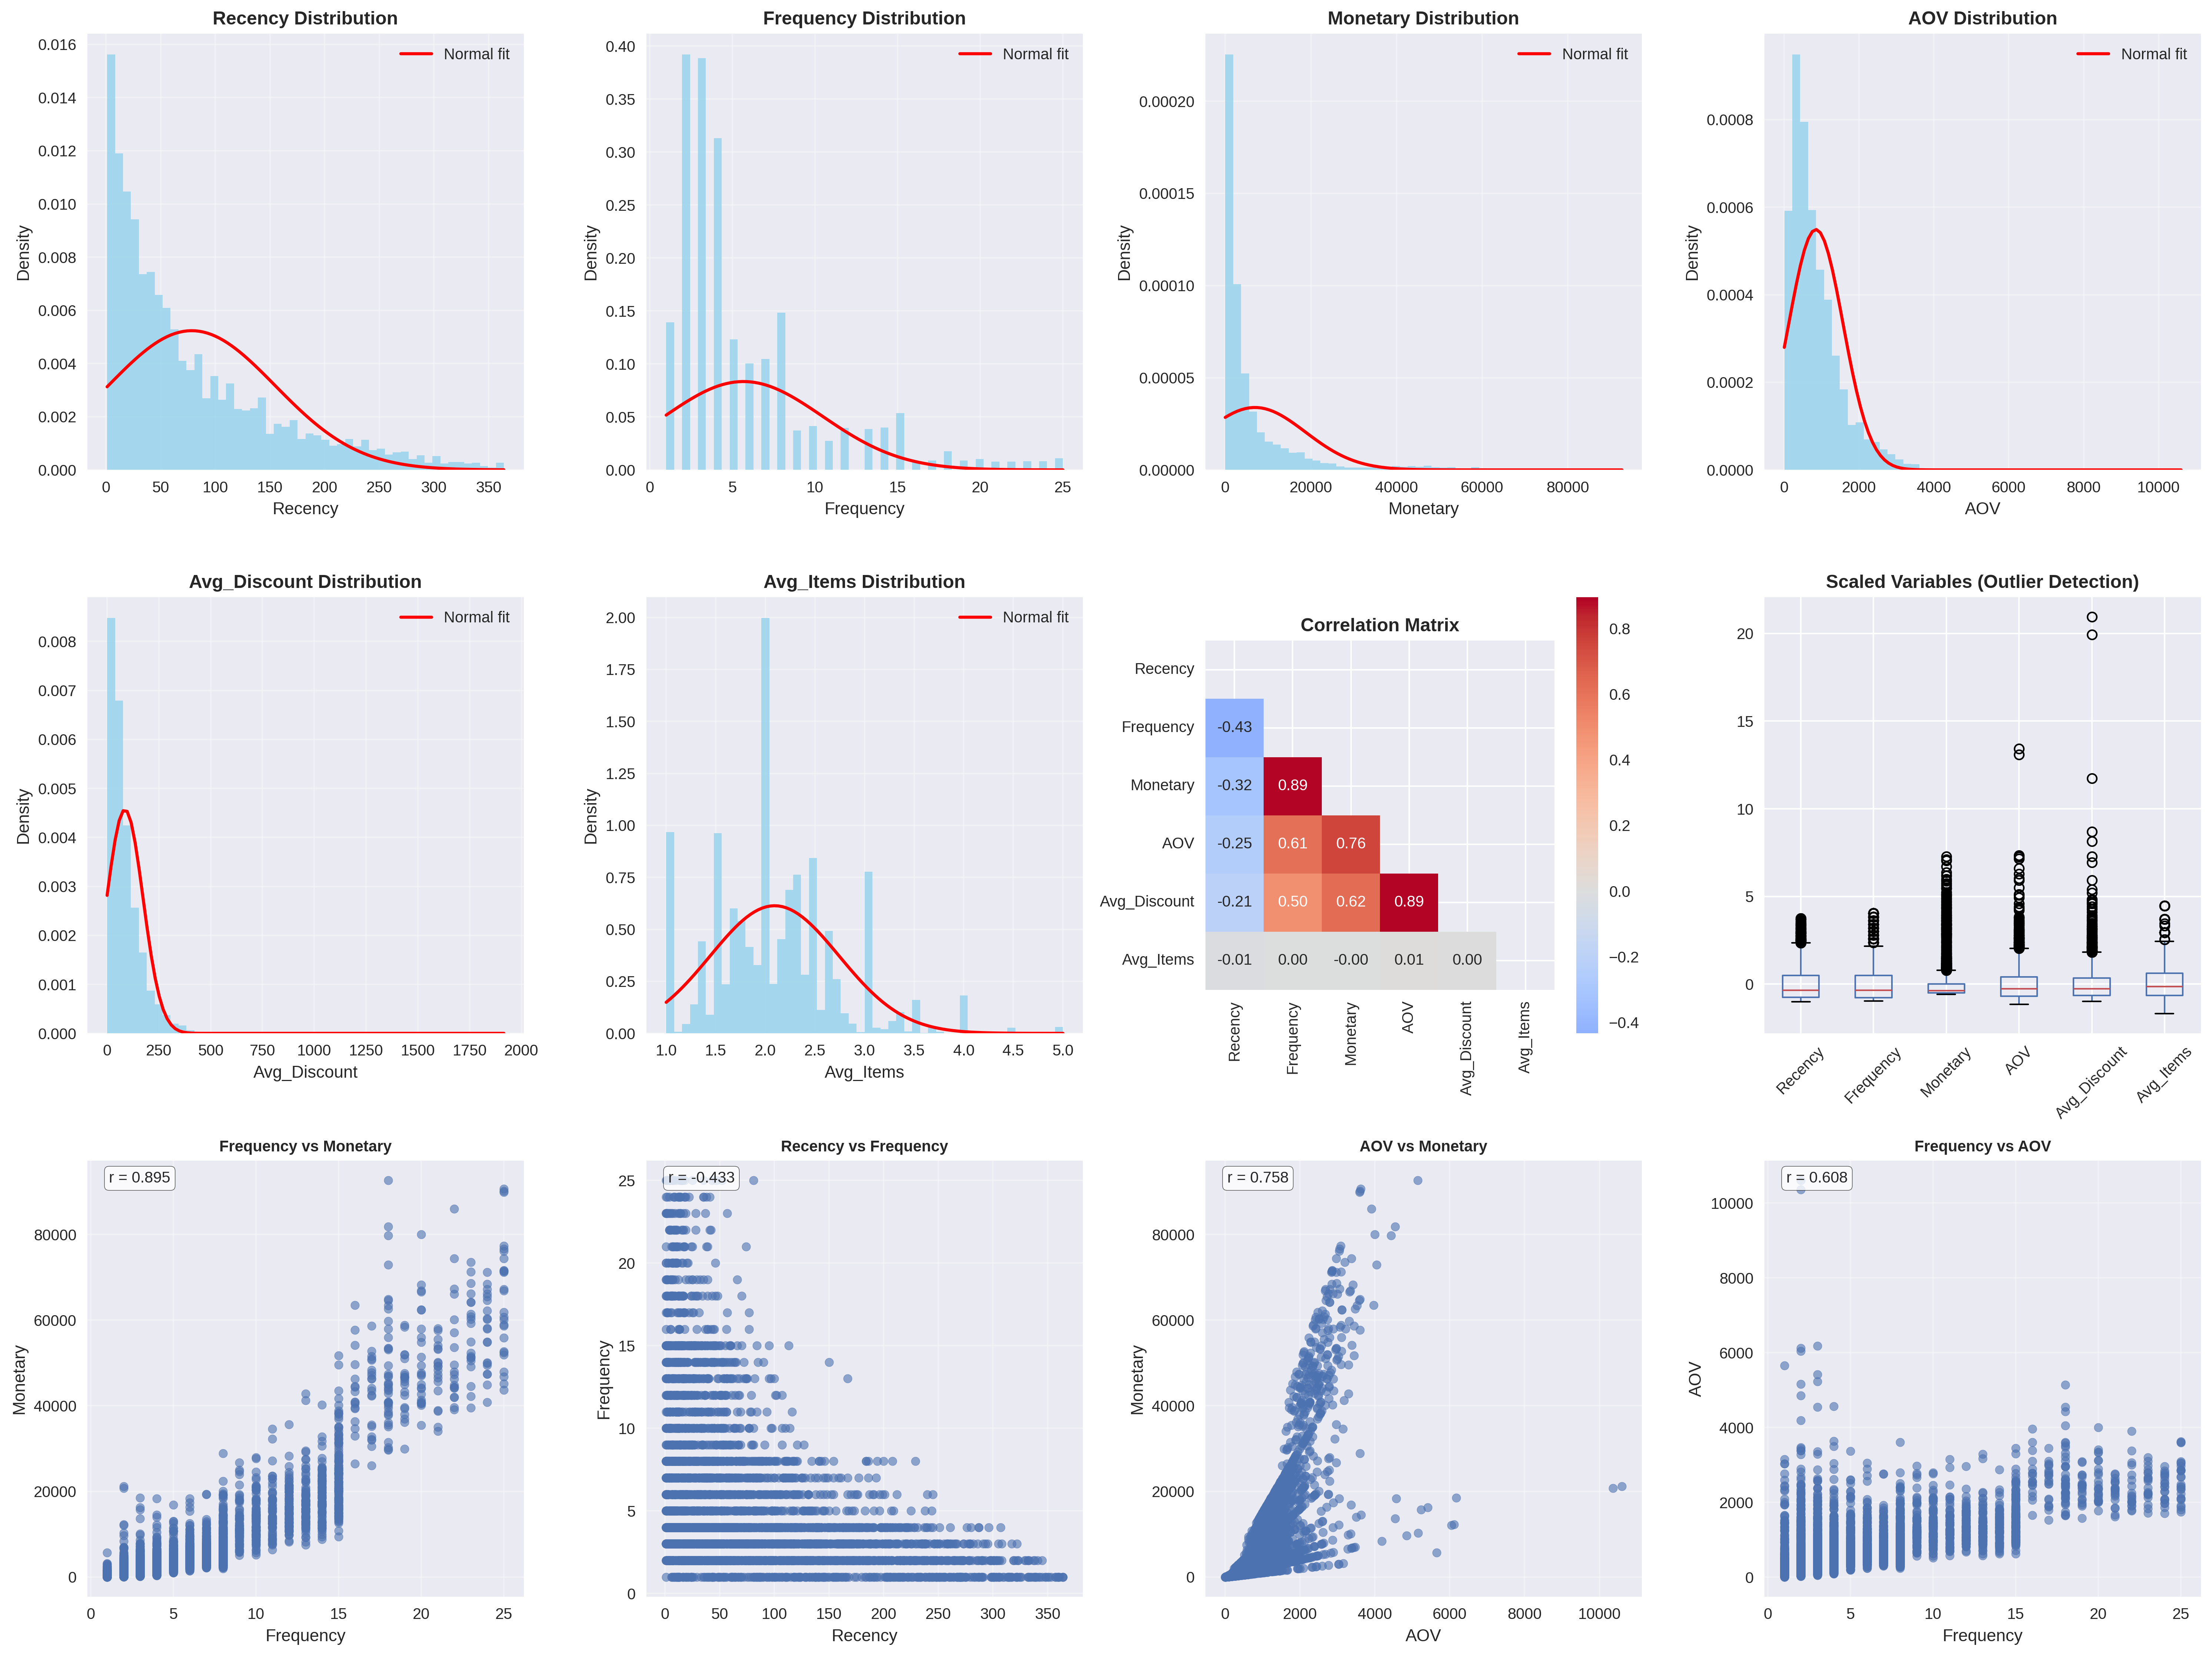 Recency Distribution
Normal fit
Density
0.016
0.014
0.012
0.010
0.008
0.006
0.004
0.002
0.000
0 50 100 150 200 250 300 350
Recency
Frequency Distribution
Normal fit
Density
0.40
0.35
0.30
0.25
0.20
0.15
0.10
0.05
0.00
0 5 10 15 20 25
Frequency
Monetary Distribution
Normal fit
Density
0.00020
0.00015
0.00010
0.00005
0.00000
0 20000 40000 60000 80000
Monetary
AOV Distribution
Normal fit
Density
0.0008
0.0006
0.0004
0.0002
0.0000
0 2000 4000 6000 8000 10000
AOV
Avg_Discount Distribution
Normal fit
Density
0.008
0.007
0.006
0.005
0.004
0.003
0.002
0.001
0.000
0 250 500 750 1000 1250 1500 1750 2000
Avg_Discount
Avg_Items Distribution
Normal fit
Density
2.00
1.75
1.50
1.25
1.00
0.75
0.50
0.25
0.00
1.0 1.5 2.0 2.5 3.0 3.5 4.0 4.5 5.0
Avg_Items
Correlation Matrix
Recency
Frequency -0.43
Monetary -0.32 0.89
AOV -0.25 0.61 0.76
Avg_Discount -0.21 0.50 0.62 0.89
Avg_Items -0.01 0.00 -0.00 0.01 0.00
Recency Frequency Monetary AOV Avg_Discount Avg_Items
0.8
0.6
0.4
0.2
0.0
−0.2
−0.4
Scaled Variables (Outlier Detection)
20
15
10
5
0
Recency Frequency Monetary AOV Avg_Discount Avg_Items
Frequency vs Monetary
r = 0.895
Monetary
80000
60000
40000
20000
0
0 5 10 15 20 25
Frequency
Recency vs Frequency
r = -0.433
Frequency
25
20
15
10
5
0
0 50 100 150 200 250 300 350
Recency
AOV vs Monetary
r = 0.758
Monetary
80000
60000
40000
20000
0
0 2000 4000 6000 8000 10000
AOV
Frequency vs AOV
r = 0.608
AOV
10000
8000
6000
4000
2000
0
0 5 10 15 20 25
Frequency